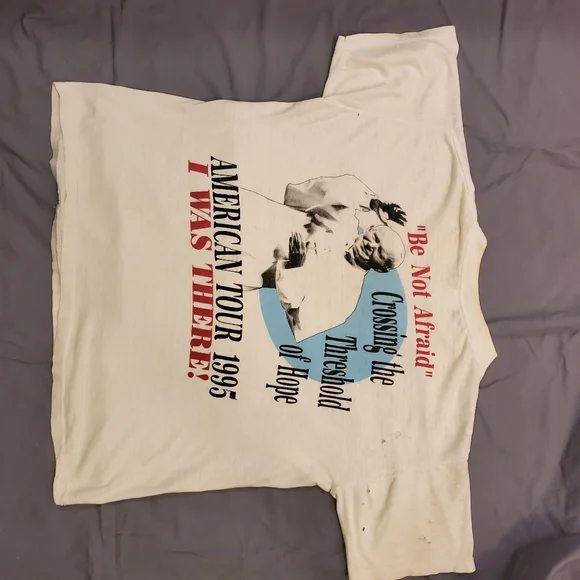 "Be Not Afraid"
Crossing the
Threshold
of Hope
AMERICAN TOUR 1995
I WAS THERE!